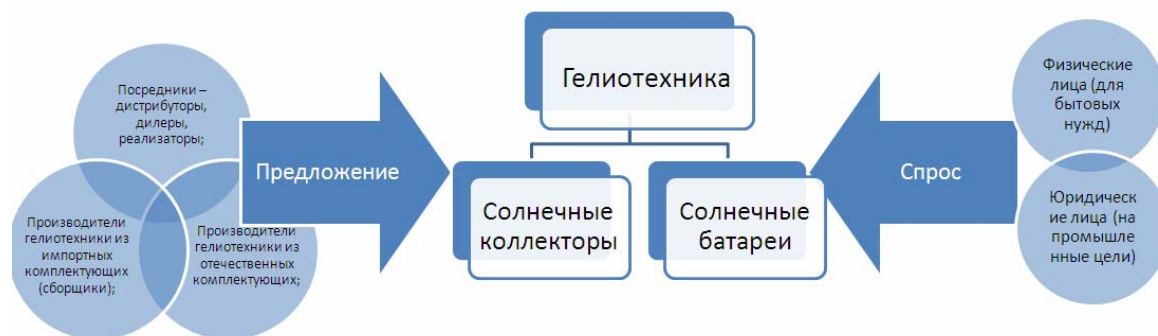 Посредники –
дистрибуторы,
дилеры,
реализаторы;
Производители
гелиотехники из
импортных
комплектующих
(сборщики);
Производители
гелиотехники из
отечественных
комплектующих;
Предложение
Гелиотехника
Солнечные
коллекторы
Солнечные
батареи
Спрос
Физические
лица (для
бытовых
нужд)
Юридическ
ие лица (на
промышле
нные цели)